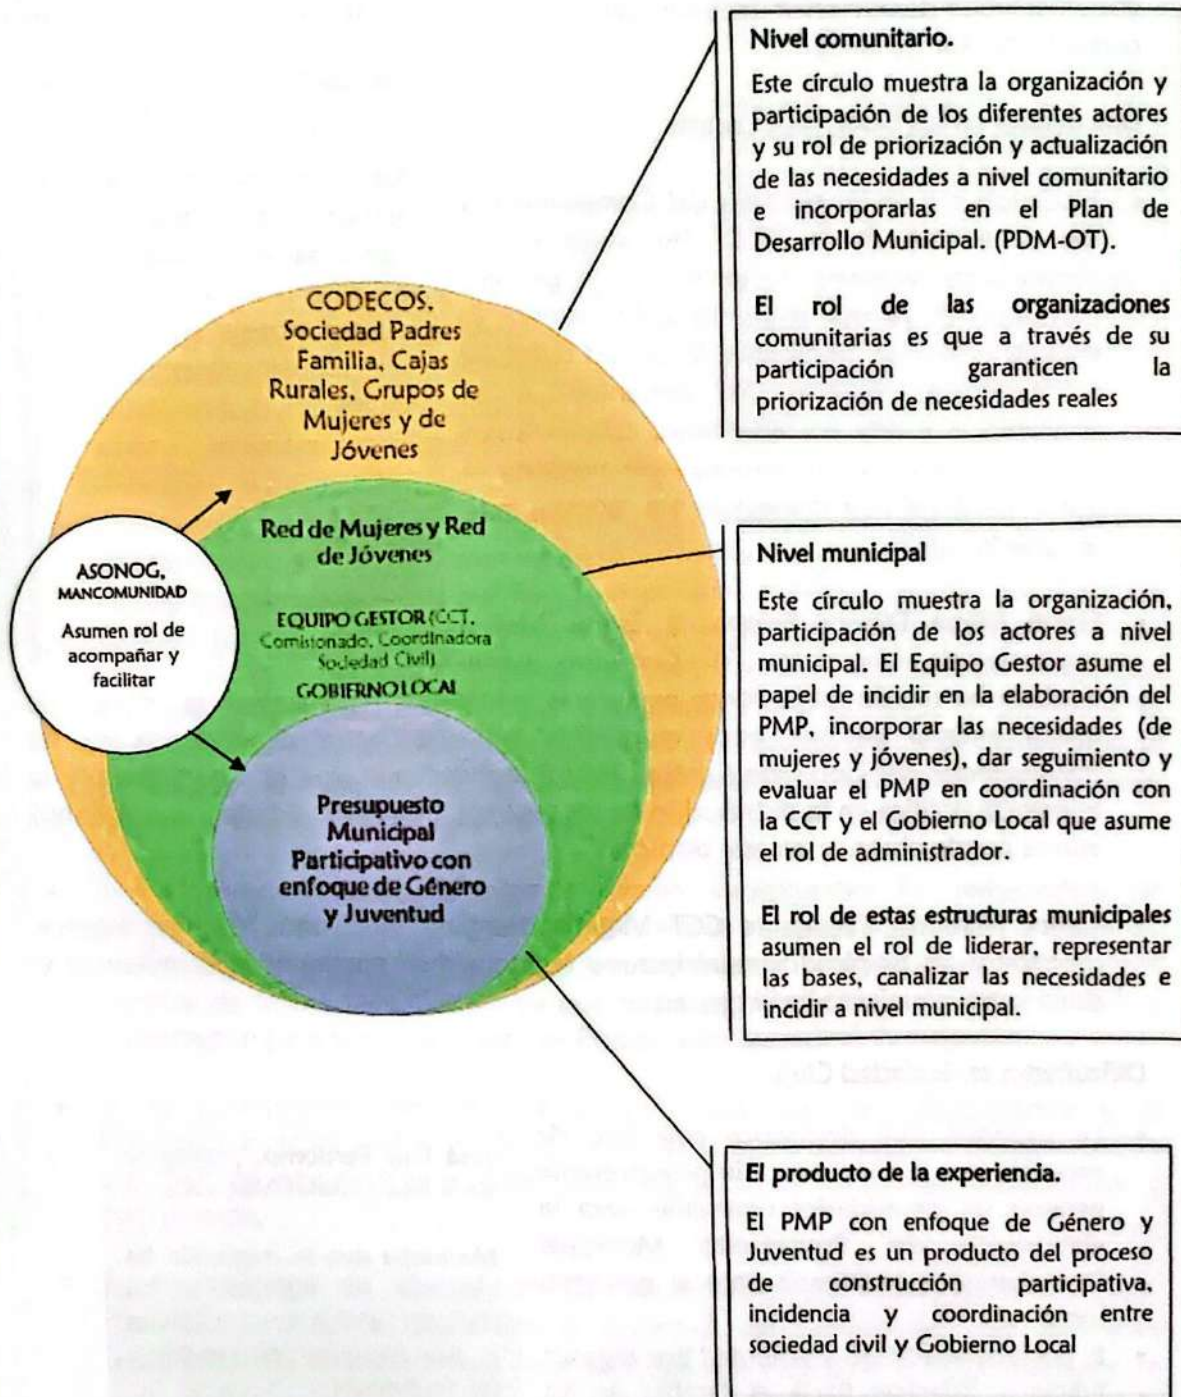 Nivel comunitario.
Este círculo muestra la organización y
participación de los diferentes actores
y su rol de priorización y actualización
de las necesidades a nivel comunitario
e incorporarlas en el Plan de
Desarrollo Municipal. (PDM-OT).
El rol de las organizaciones
comunitarias es que a través de su
participación garanticen la
priorización de necesidades reales
CODECOS,
Sociedad Padres
Familia, Cajas
Rurales, Grupos de
Mujeres y de
Jóvenes
Red de Mujeres y Red
de Jóvenes
EQUIPO GESTOR (CCT,
Comisionado, Coordinadora
Sociedad Civil)
GOBIERNO LOCAL
ASONOG,
MANCOMUNIDAD
Asumen rol de
acompañar y
facilitar
Presupuesto
Municipal
Participativo con
enfoque de Género
y Juventud
Nivel municipal
Este círculo muestra la organización,
participación de los actores a nivel
municipal. El Equipo Gestor asume el
papel de incidir en la elaboración del
PMP, incorporar las necesidades (de
mujeres y jóvenes), dar seguimiento y
evaluar el PMP en coordinación con
la CCT y el Gobierno Local que asume
el rol de administrador.
El rol de estas estructuras municipales
asumen el rol de liderar, representar
las bases, canalizar las necesidades e
incidir a nivel municipal.
El producto de la experiencia.
El PMP con enfoque de Género y
Juventud es un producto del proceso
de construcción participativa,
incidencia y coordinación entre
sociedad civil y Gobierno Local